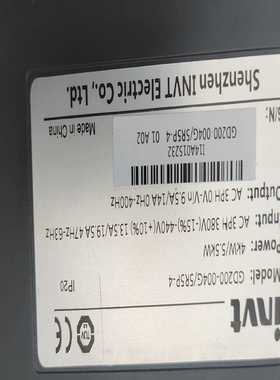 invt
Model: GD200-004G/5R5P-4
IP20
Power: 4kW/5.5kW
Input: AC 3PH 380V(-15%)-440V(+10%) 13.5A/19.5A 47Hz-63Hz
Output: AC 3PH 0V-Vin 9.5A/14A 0Hz-400Hz
S/N:
114A015232
GD200-004G/5R5P-4 01 A02
Made in China
Shenzhen INVT Electric Co., Ltd.